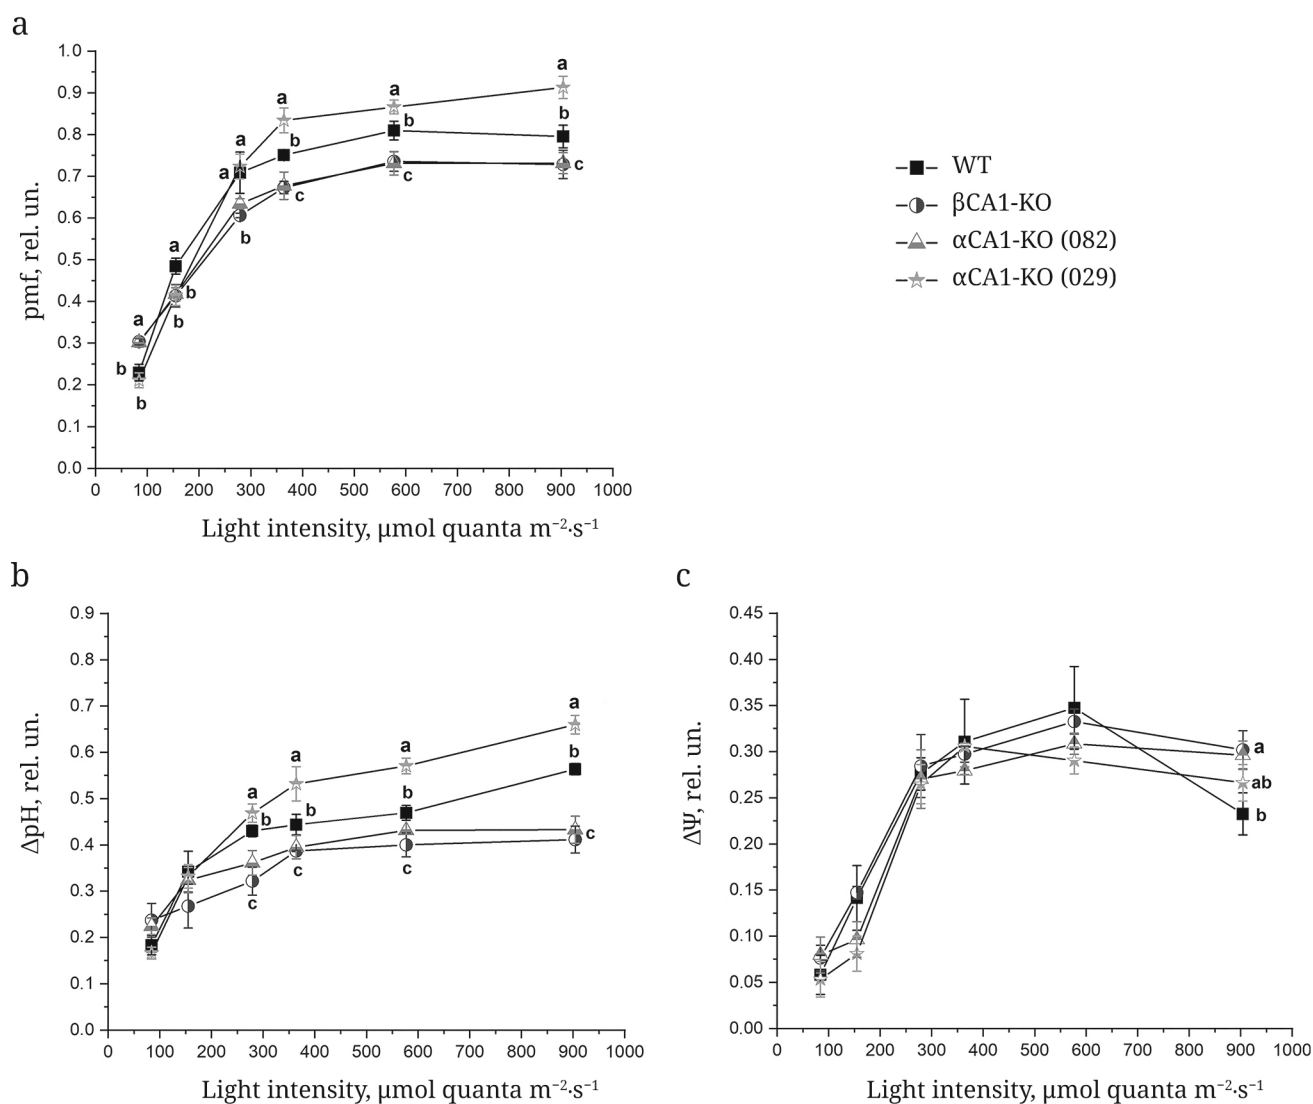 a
1.0
0.9
0.8
0.7
0.6
0.5
0.4
0.3
0.2
0.1
0.0
pmf, rel. un.
a
b
b
a
b
b
a
a
b
a
b
c
a
b
c
a
b
c
0 100 200 300 400 500 600 700 800 900 1000
Light intensity, μmol quanta m⁻²·s⁻¹
WT
βCA1-KO
αCA1-KO (082)
αCA1-KO (029)
b
0.9
0.8
0.7
0.6
0.5
0.4
0.3
0.2
0.1
0.0
ΔpH, rel. un.
a
b
c
a
b
c
a
b
c
a
b
c
0 100 200 300 400 500 600 700 800 900 1000
Light intensity, μmol quanta m⁻²·s⁻¹
c
0.45
0.40
0.35
0.30
0.25
0.20
0.15
0.10
0.05
0.00
ΔΨ, rel. un.
a
ab
b
0 100 200 300 400 500 600 700 800 900 1000
Light intensity, μmol quanta m⁻²·s⁻¹